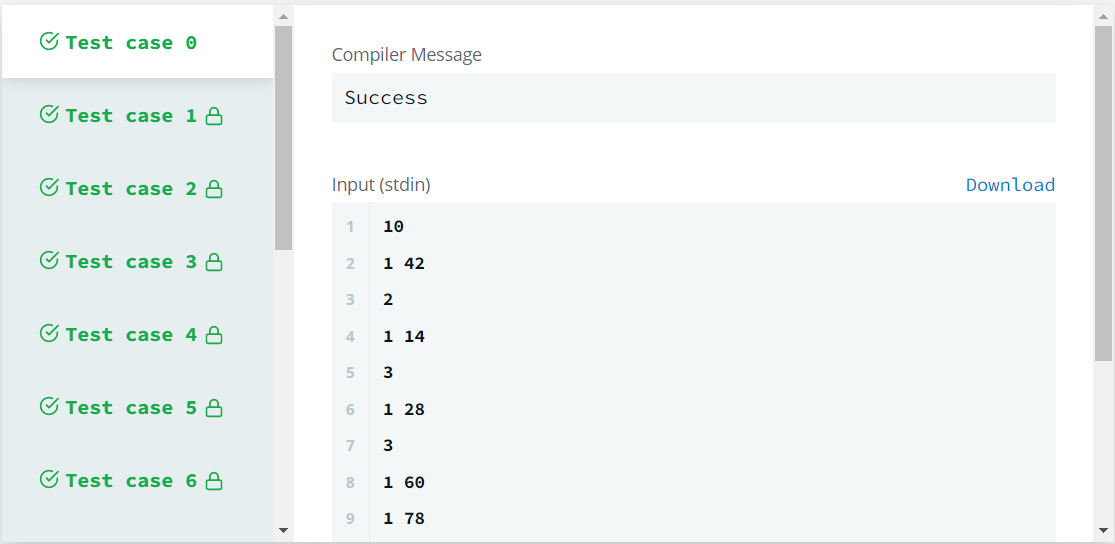 Test case 0
Test case 1
Test case 2
Test case 3
Test case 4
Test case 5
Test case 6
Compiler Message
Success
Input (stdin)
Download
1 10
2 1 42
3 2
4 1 14
5 3
6 1 28
7 3
8 1 60
9 1 78